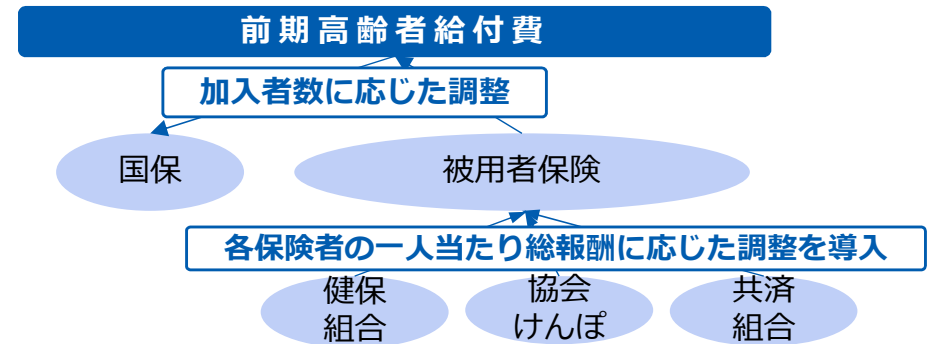 前期高齢者給付費
加入者数に応じた調整
国保
被用者保険
各保険者の一人当たり総報酬に応じた調整を導入
健保
組合
協会
けんぽ
共済
組合